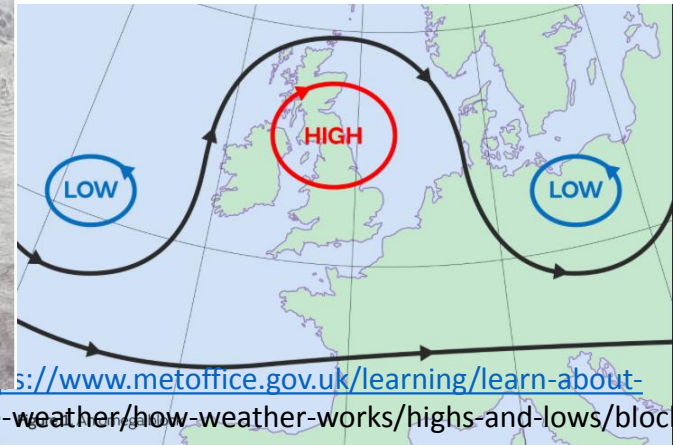 HIGH
LOW
LOW
s://www.metoffice.gov.uk/learning/learn-about-
-weather/how-weather-works/highs-and-lows/bloc